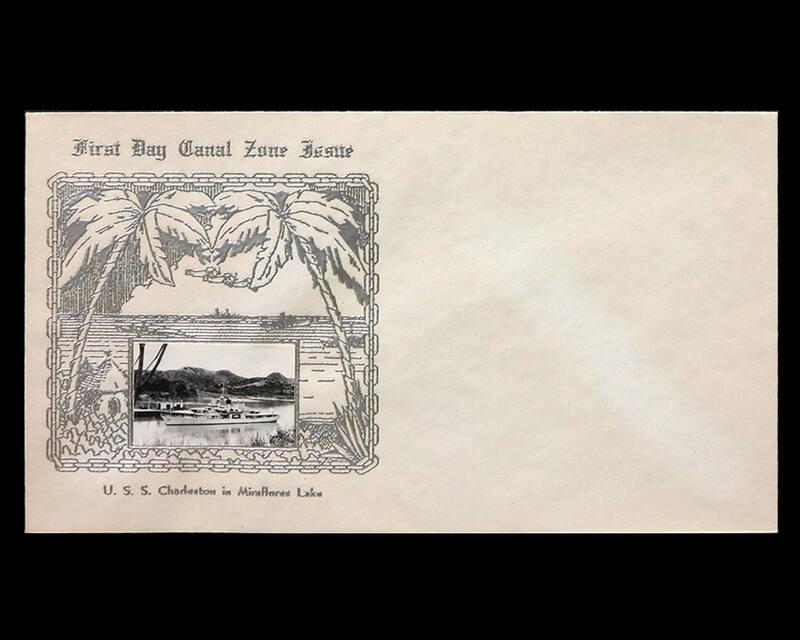 First Day Canal Zone Issue
U. S. S. Charleston in Miraflores Lake